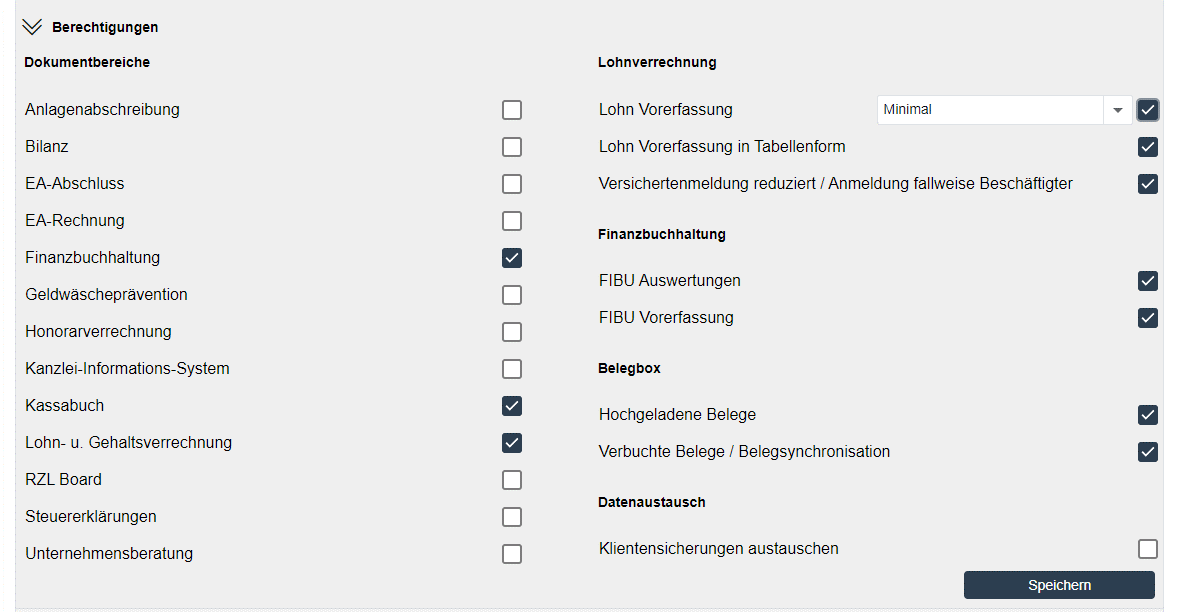 Berechtigungen
Dokumentbereiche
Anlagenabschreibung
Bilanz
EA-Abschluss
EA-Rechnung
Finanzbuchhaltung
Geldwäscheprävention
Honorarverrechnung
Kanzlei-Informations-System
Kassabuch
Lohn- u. Gehaltsverrechnung
RZL Board
Steuererklärungen
Unternehmensberatung
Lohnverrechnung
Lohn Vorerfassung Minimal
Lohn Vorerfassung in Tabellenform
Versichertenmeldung reduziert / Anmeldung fallweise Beschäftigter
Finanzbuchhaltung
FIBU Auswertungen
FIBU Vorerfassung
Belegbox
Hochgeladene Belege
Verbuchte Belege / Belegsynchronisation
Datenaustausch
Klientensicherungen austauschen
Speichern